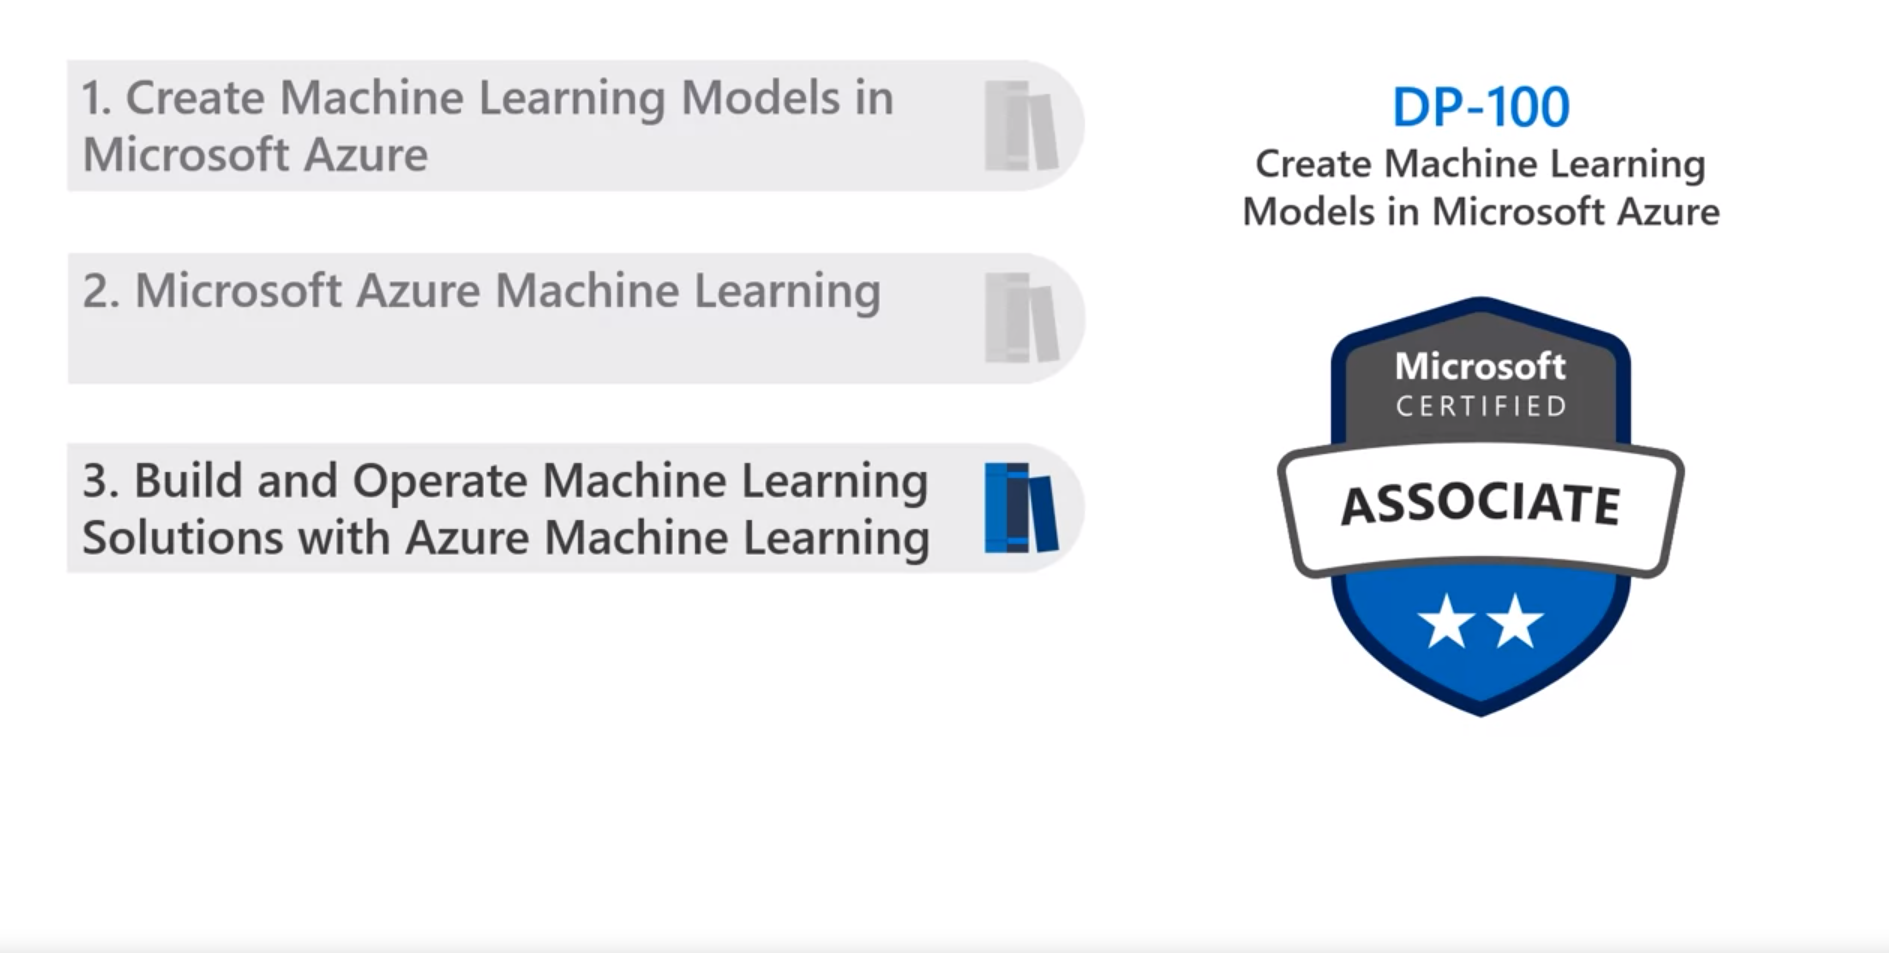 1. Create Machine Learning Models in
Microsoft Azure
2. Microsoft Azure Machine Learning
3. Build and Operate Machine Learning
Solutions with Azure Machine Learning
DP-100
Create Machine Learning
Models in Microsoft Azure
Microsoft
CERTIFIED
ASSOCIATE